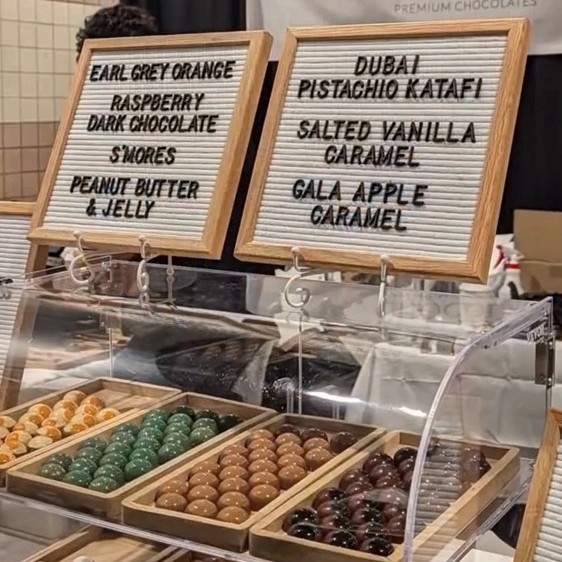 PREMIUM CHOCOLATES
EARL GREY ORANGE
RASPBERRY
DARK CHOCOLATE
S'MORES
PEANUT BUTTER
& JELLY
DUBAI
PISTACHIO KATAFI
SALTED VANILLA
CARAMEL
GALA APPLE
CARAMEL